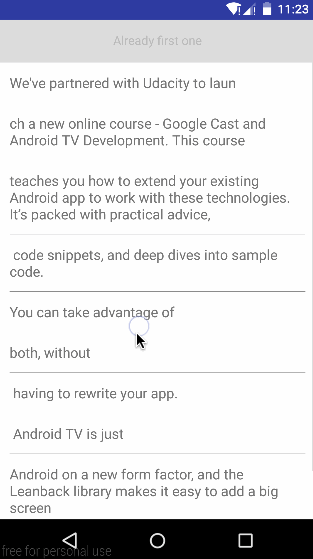 11:23
Already first one
We've partnered with Udacity to laun
ch a new online course - Google Cast and
Android TV Development. This course
teaches you how to extend your existing
Android app to work with these technologies.
It's packed with practical advice,
code snippets, and deep dives into sample
code.
You can take advantage of
both, without
having to rewrite your app.
Android TV is just
Android on a new form factor, and the
Leanback library makes it easy to add a big
screen
free for personal use